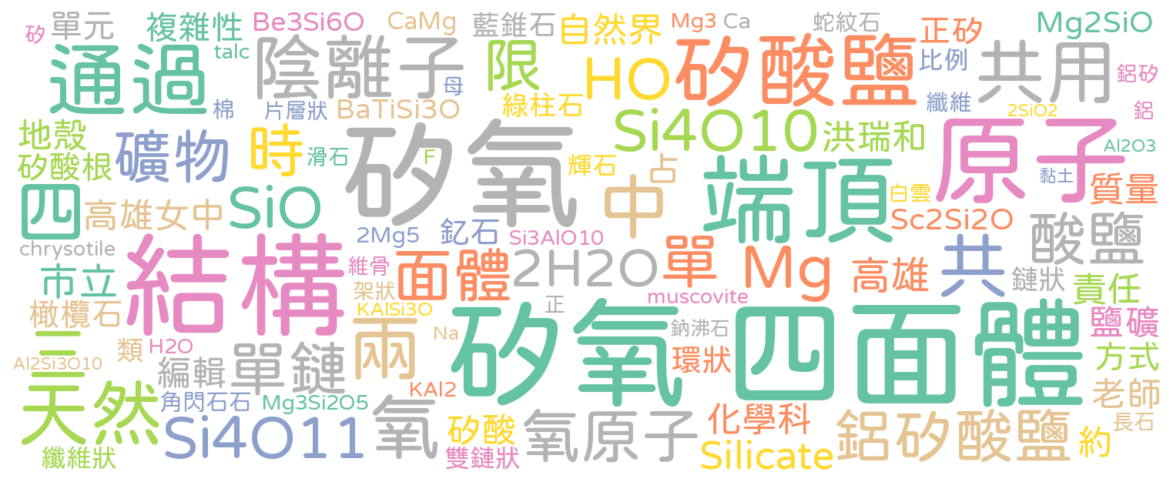 矽 單元 複雜性 Be3Si6O CaMg 藍錐石 自然界 Mg3 Ca 蛇紋石 正矽 Mg2SiO
talc 通過 陰離子 母 限 HO 矽酸鹽 比例 共用 鋁矽
棉 片層狀 BaTiSi3O 綠柱石 纖維 2SiO2 鋁
地殼 矽酸根 礦物 時 滑石 矽氧 F Si4O10 洪瑞和 原子 Al2O3
輝石 占 端頂 白雲 黏土 質量
四 高雄女中 SiO 中 Sc2Si2O 酸鹽
chrysotile 2Mg5 釔石 Si3AlO10 共
市立 結構 維骨 面體 2H2O 單 Mg 高雄 鏈狀 責任
架狀 KAlSi3O 正 muscovite
橄欖石 類 H2O 兩 Na 矽氧四面體 鈉沸石 鹽礦
三 Al2Si3O10 編輯 單鏈 KAl2 環狀 方式
天然 角閃石石 Mg3Si2O5 氧 矽酸 氧原子 化學科 鋁矽酸鹽 老師 長石
纖維狀 Si4O11 雙鏈狀 Silicate 約